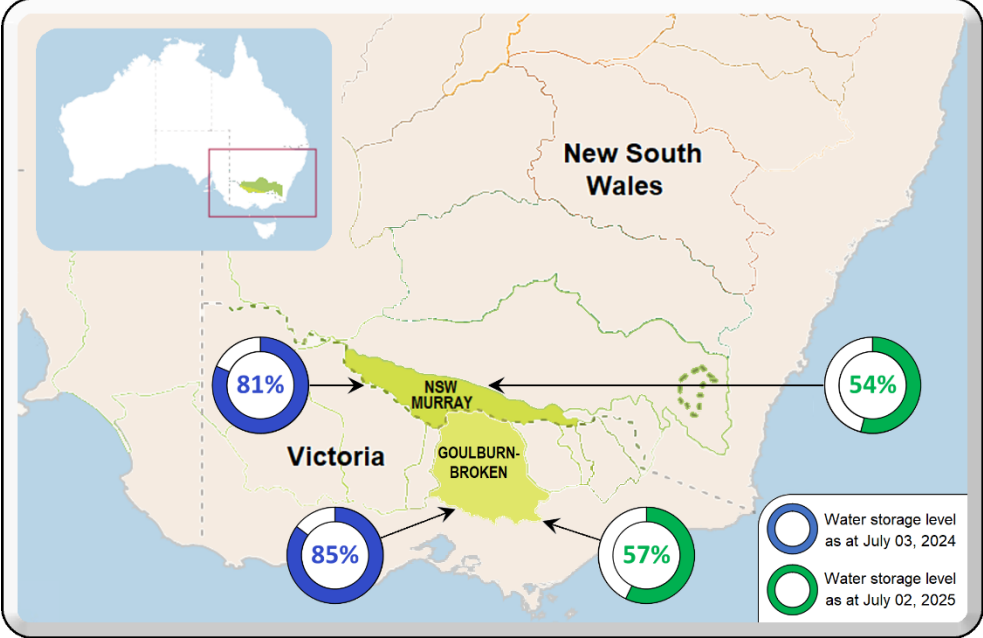 New South
Wales
81%
NSW
MURRAY
54%
Victoria
GOULBURN-
BROKEN
85%
57%
Water storage level
as at July 03, 2024
Water storage level
as at July 02, 2025